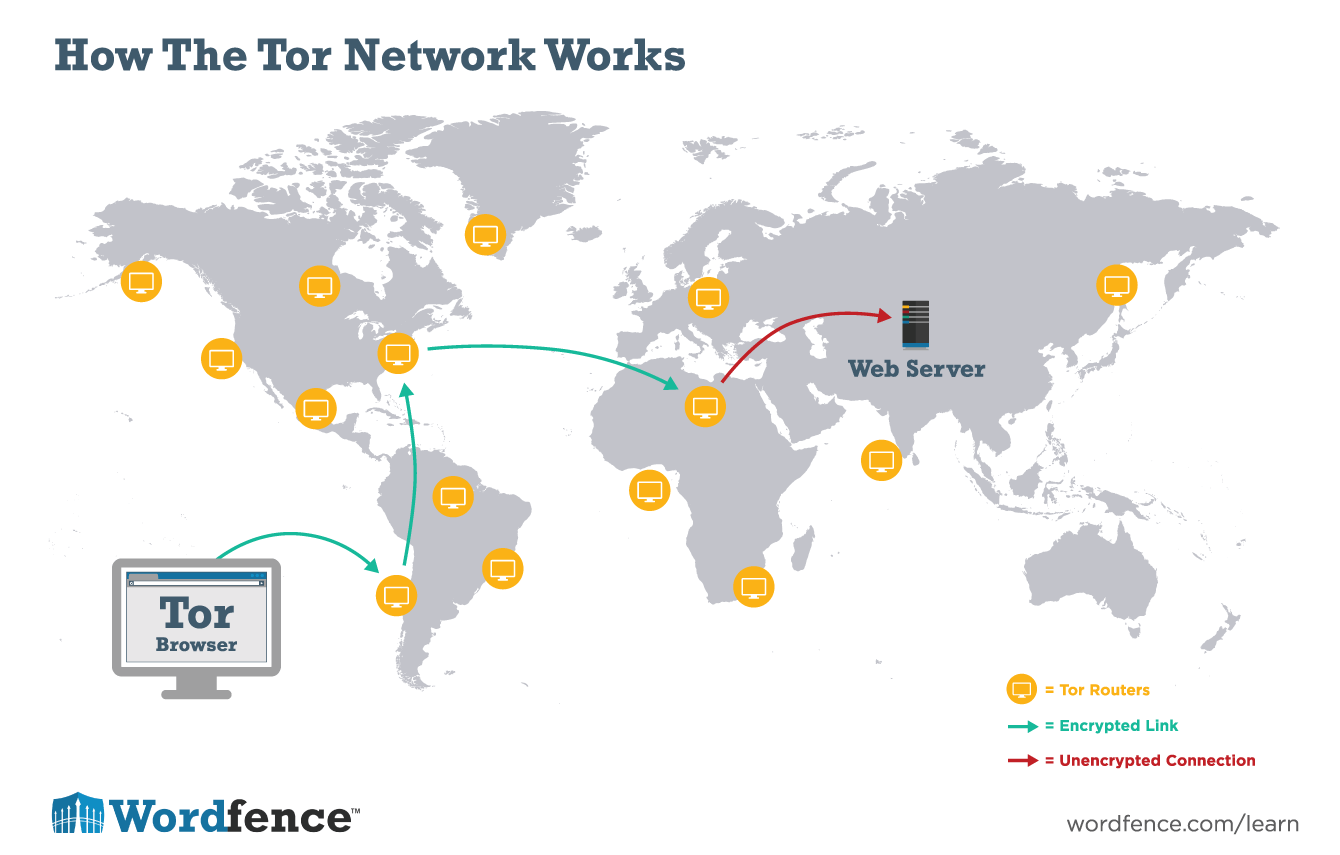 How The Tor Network Works
Web Server
Tor
Browser
= Tor Routers
= Encrypted Link
= Unencrypted Connection
Wordfence™
wordfence.com/learn